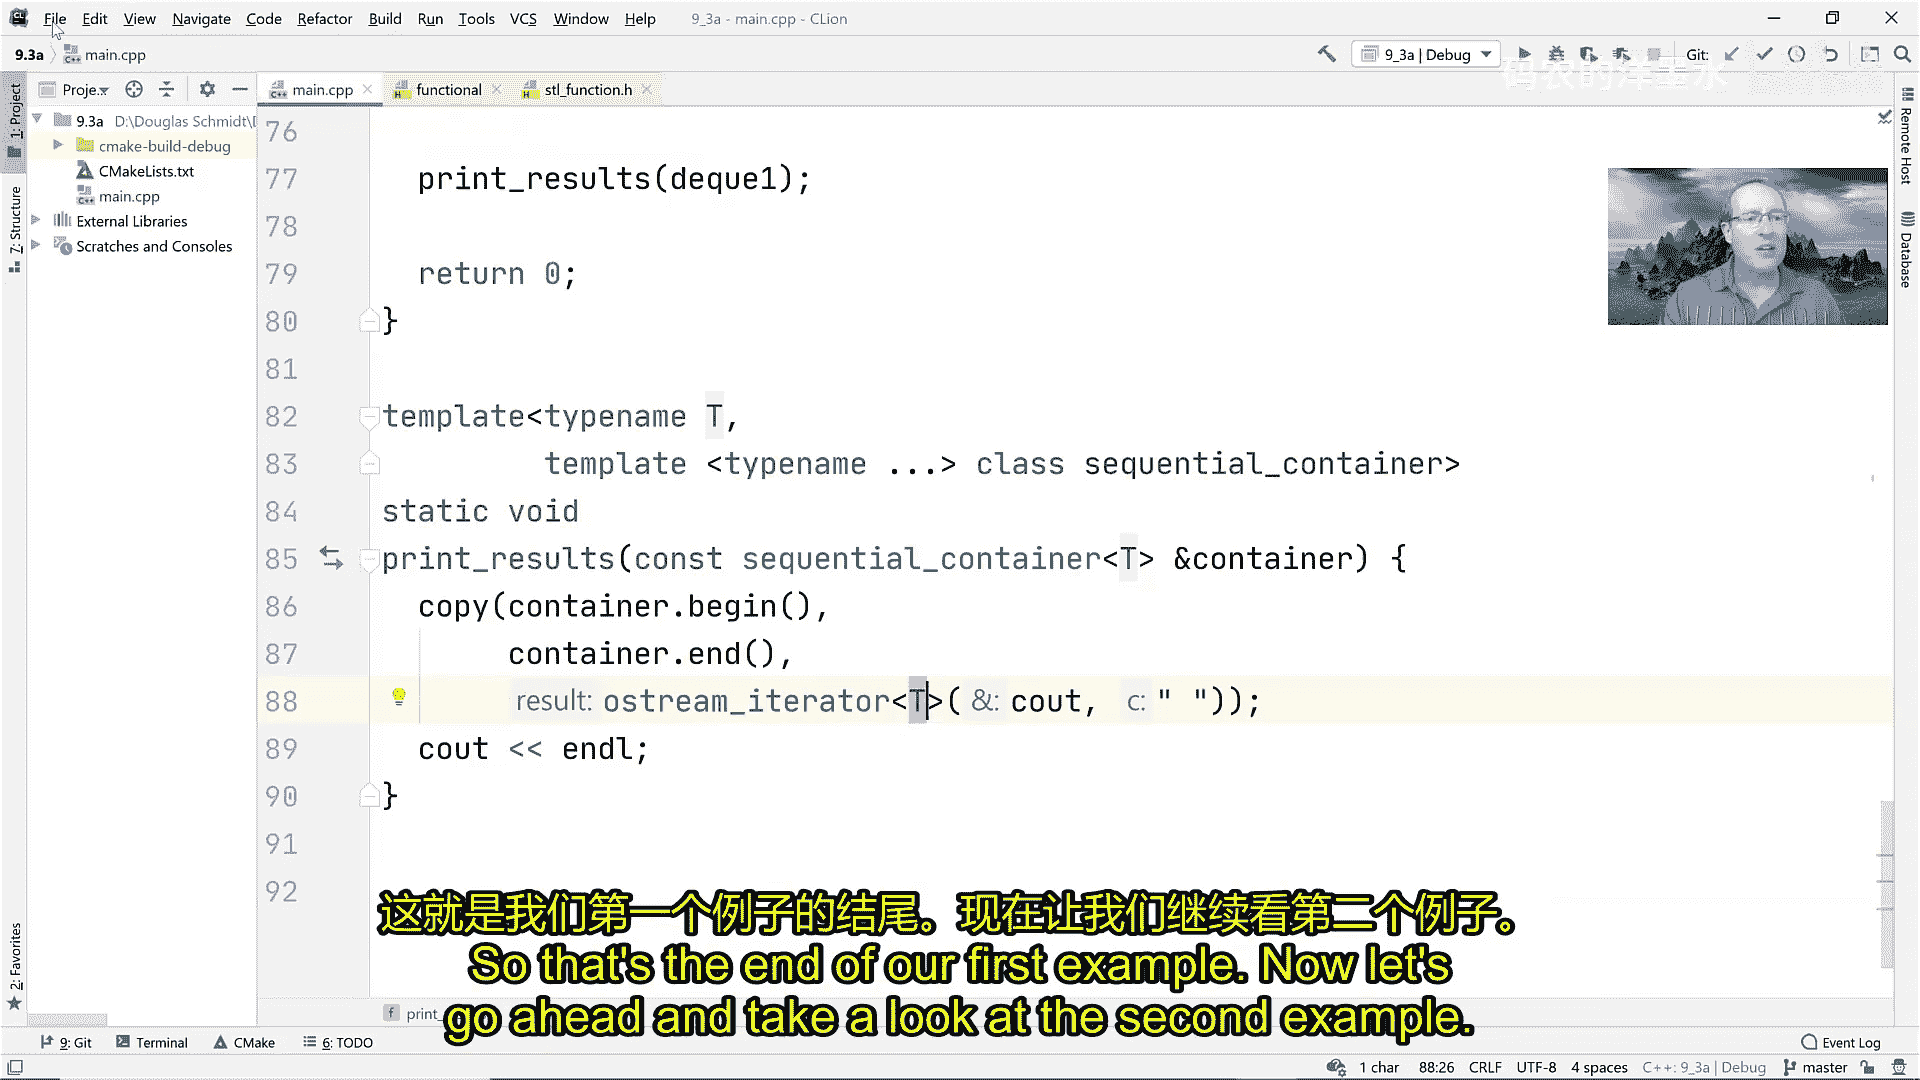 File Edit View Navigate Code Refactor Build Run Tools VCS Window Help 9_3a - main.cpp - CLion
9.3a main.cpp 9_3a | Debug Git:
码农的洋墨水
Proje... main.cpp functional stl_function.h
1: Project
9.3a D:\Douglas Schmidt\
cmake-build-debug
CMakeLists.txt
main.cpp
External Libraries
Scratches and Consoles
7: Structure
2: Favorites
Remote Host
Database
76
77 print_results(deque1);
78
79 return 0;
80 }
81
82 template<typename T,
83 template <typename ...> class sequential_container>
84 static void
85 print_results(const sequential_container<T> &container) {
86 copy(container.begin(),
87 container.end(),
88 result: ostream_iterator<T>( &: cout, c: " "));
89 cout << endl;
90 }
91
92
这就是我们第一个例子的结尾。现在让我们继续看第二个例子。
So that's the end of our first example. Now let's
go ahead and take a look at the second example.
f print_
9: Git Terminal CMake 6: TODO Event Log
1 char 88:26 CRLF UTF-8 4 spaces C++: 9_3a | Debug master